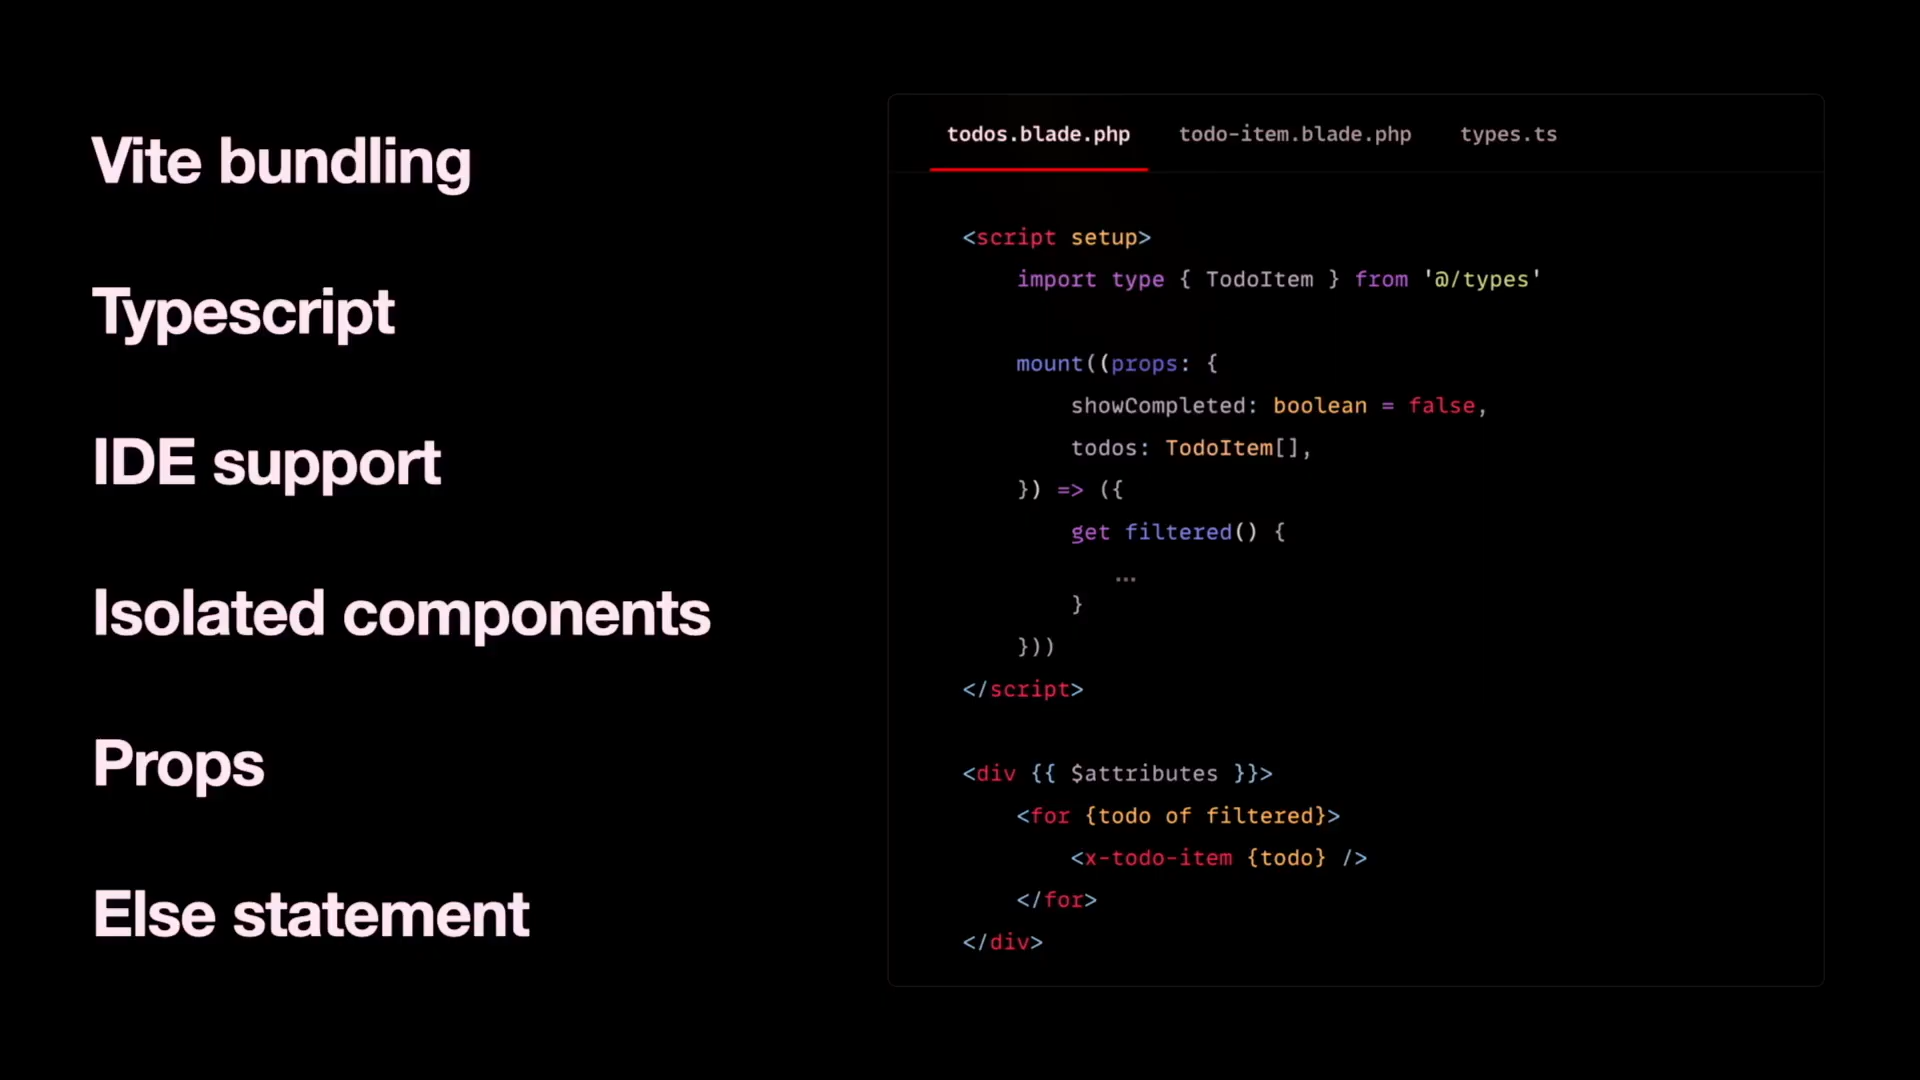 Vite bundling
Typescript
IDE support
Isolated components
Props
Else statement
todos.blade.php todo-item.blade.php types.ts
<script setup>
import type { TodoItem } from '@/types'
mount((props: {
showCompleted: boolean = false,
todos: TodoItem[],
}) => ({
get filtered() {
...
}
}))
</script>
<div {{ $attributes }}>
<for {todo of filtered}>
<x-todo-item {todo} />
</for>
</div>